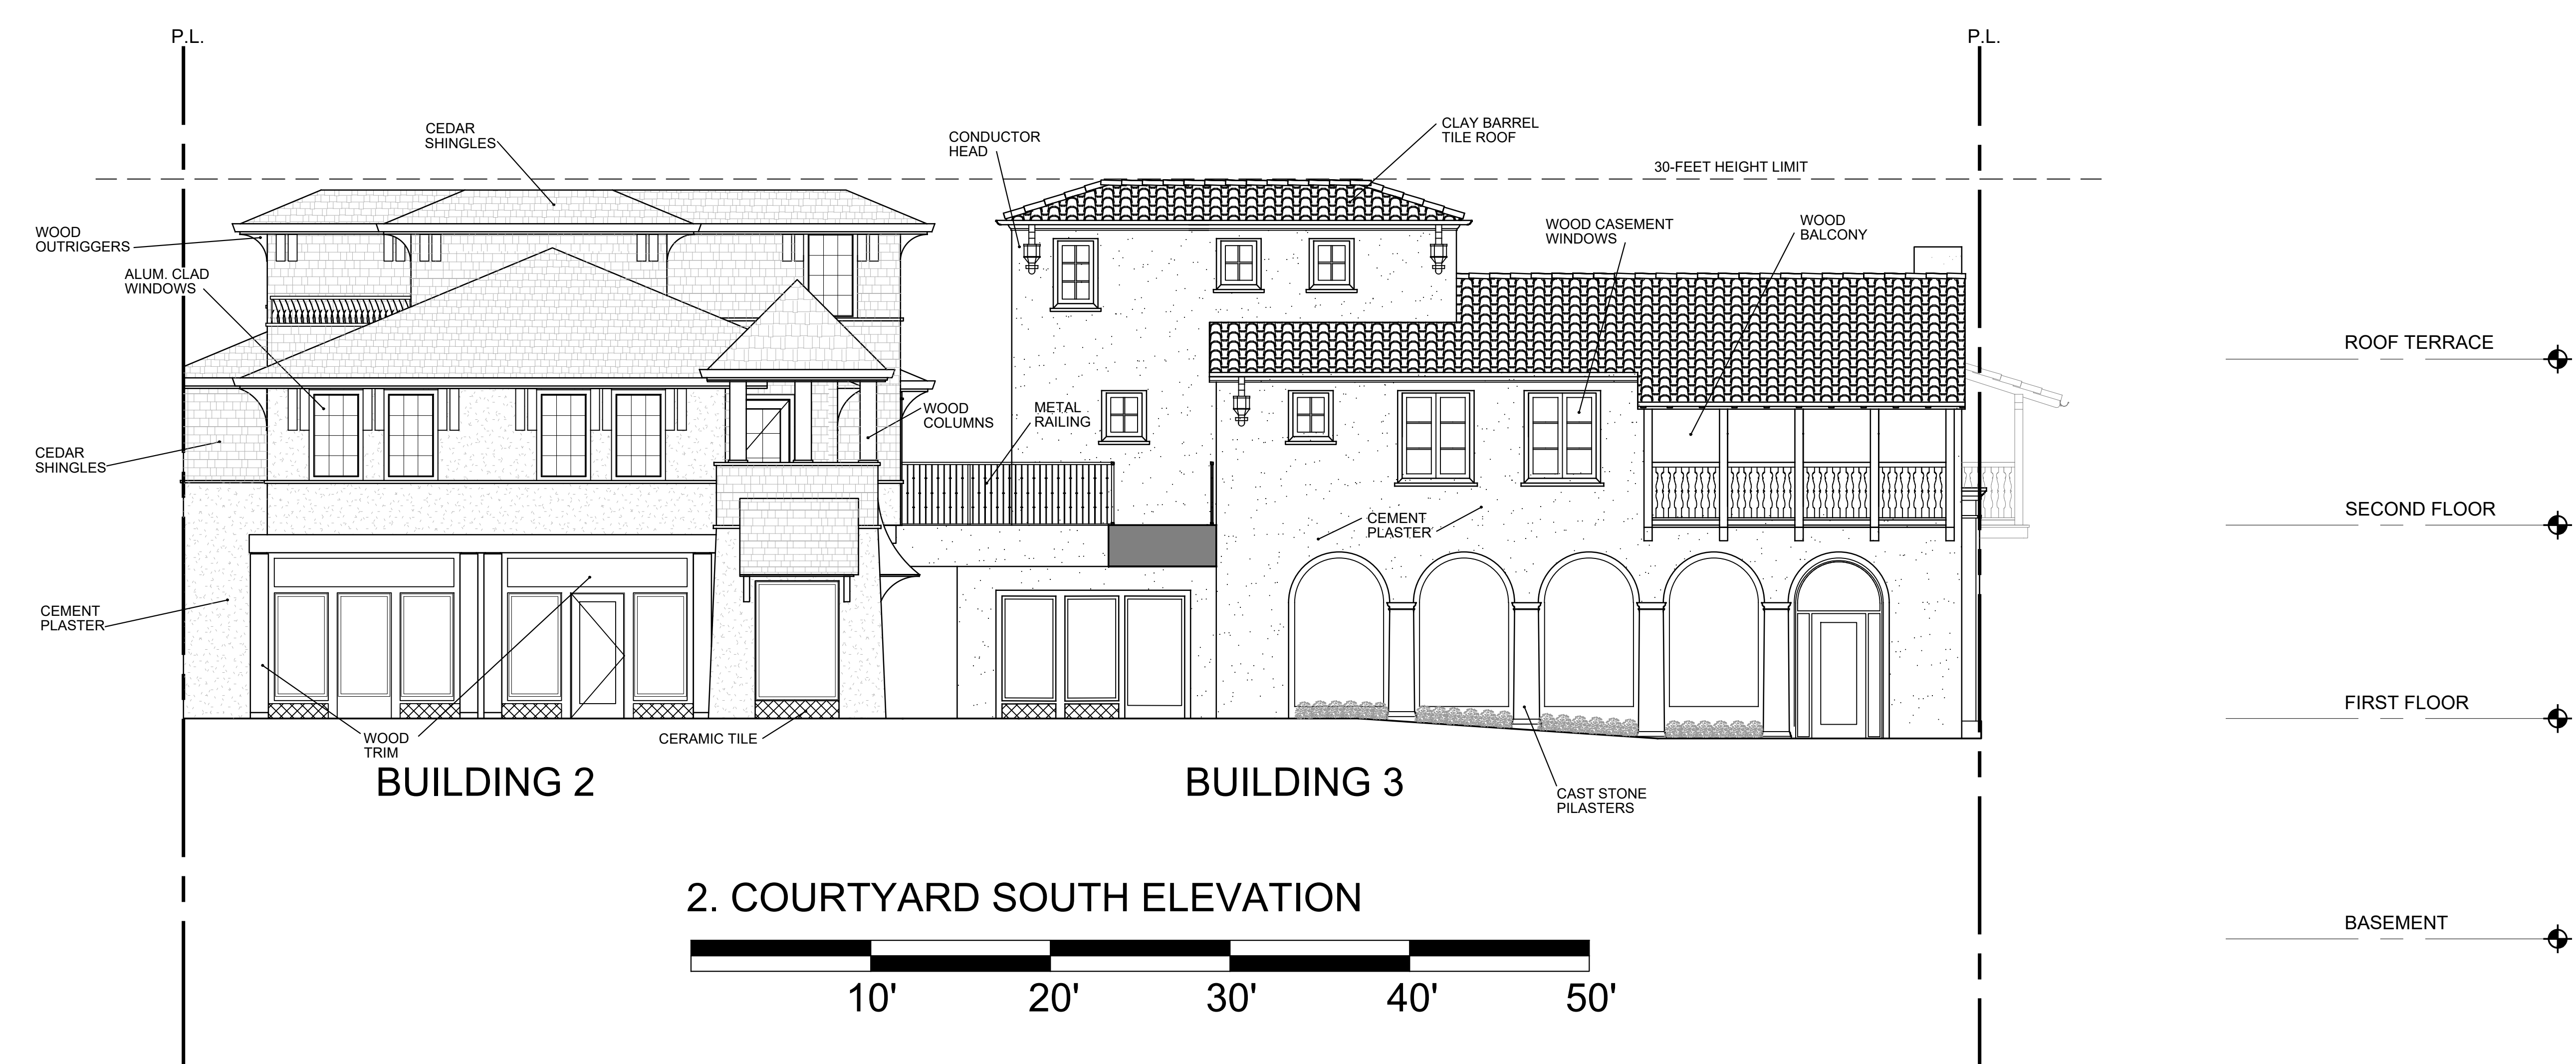 P.L.
P.L.
CEDAR
SHINGLES
CONDUCTOR
HEAD
CLAY BARREL
TILE ROOF
30-FEET HEIGHT LIMIT
WOOD
OUTRIGGERS
WOOD CASEMENT
WINDOWS
WOOD
BALCONY
ALUM. CLAD
WINDOWS
ROOF TERRACE
WOOD
COLUMNS
METAL
RAILING
CEDAR
SHINGLES
SECOND FLOOR
CEMENT
PLASTER
CEMENT
PLASTER
FIRST FLOOR
WOOD
TRIM
CERAMIC TILE
BUILDING 2
BUILDING 3
CAST STONE
PILASTERS
2. COURTYARD SOUTH ELEVATION
BASEMENT
10' 20' 30' 40' 50'